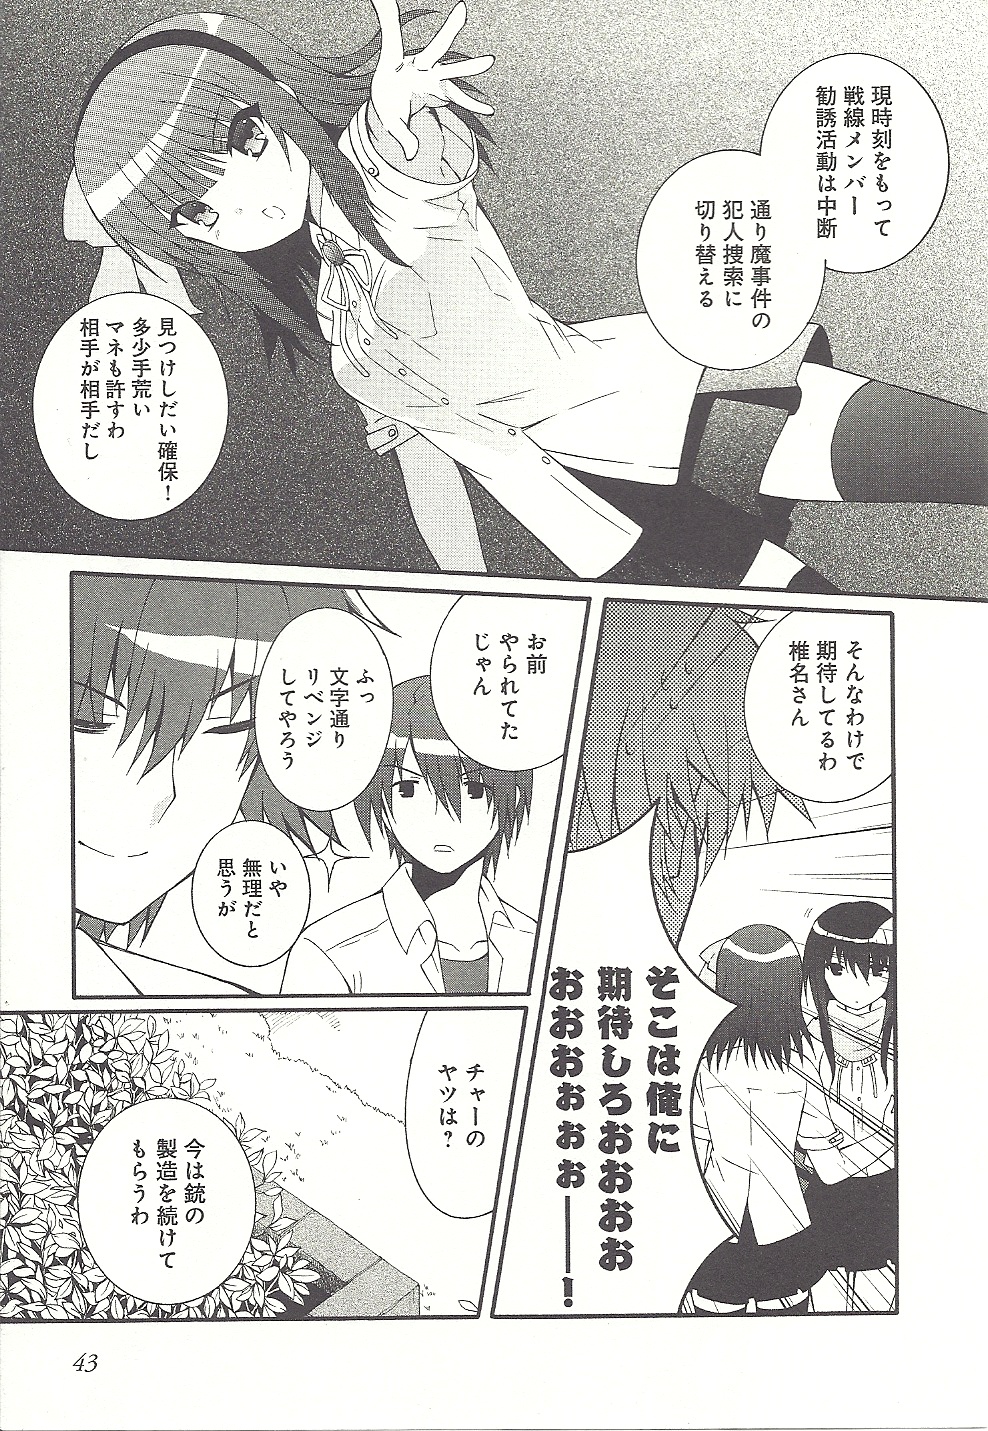 現時刻をもって
戦線メンバー
勧誘活動は中断
通り魔事件の
犯人捜索に
切り替える
見つけしだい確保！
多少手荒い
マネも許すわ
相手が相手だし
そんなわけで
期待してるわ
椎名さん
そこは俺に
期待しろおおおお
おおおぉぉぉ――！
お前
やられてた
じゃん
ふっ
文字通り
リベンジ
してやろう
いや
無理だと
思うが
チャーの
ヤツは？
今は銃の
製造を続けて
もらうわ
43